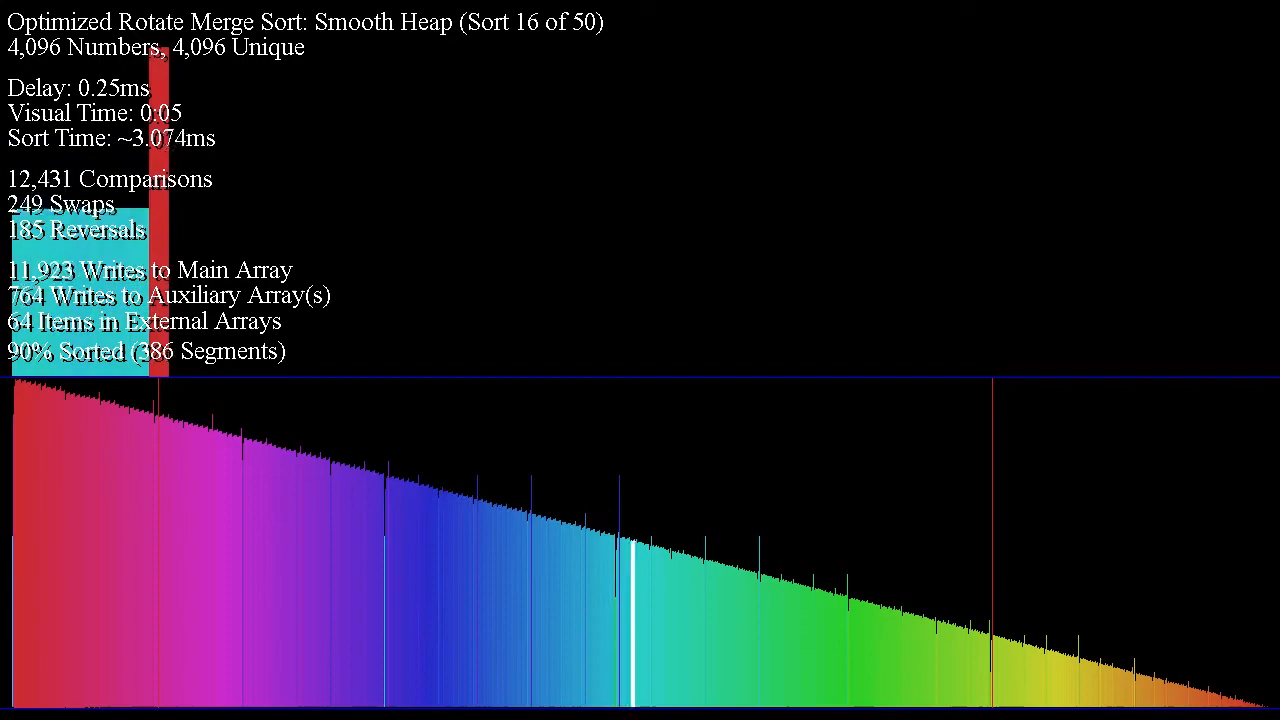 Optimized Rotate Merge Sort: Smooth Heap (Sort 16 of 50)
4,096 Numbers, 4,096 Unique
Delay: 0.25ms
Visual Time: 0:05
Sort Time: ~3.074ms
12,431 Comparisons
249 Swaps
185 Reversals
11,923 Writes to Main Array
764 Writes to Auxiliary Array(s)
64 Items in External Arrays
90% Sorted (386 Segments)